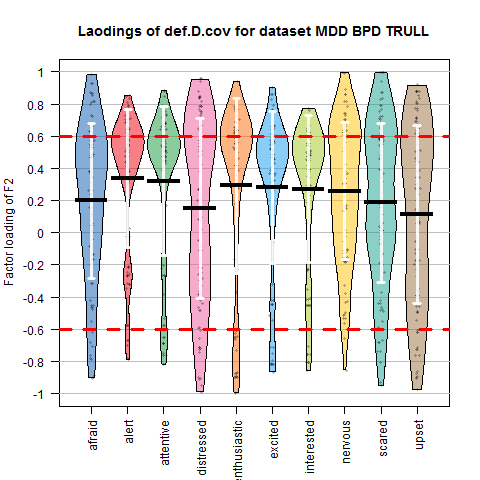 Laodings of def.D.cov for dataset MDD BPD TRULL
Factor loading of F2
1
0.8
0.6
0.4
0.2
0
-0.2
-0.4
-0.6
-0.8
-1
afraid
alert
attentive
distressed
enthusiastic
excited
interested
nervous
scared
upset